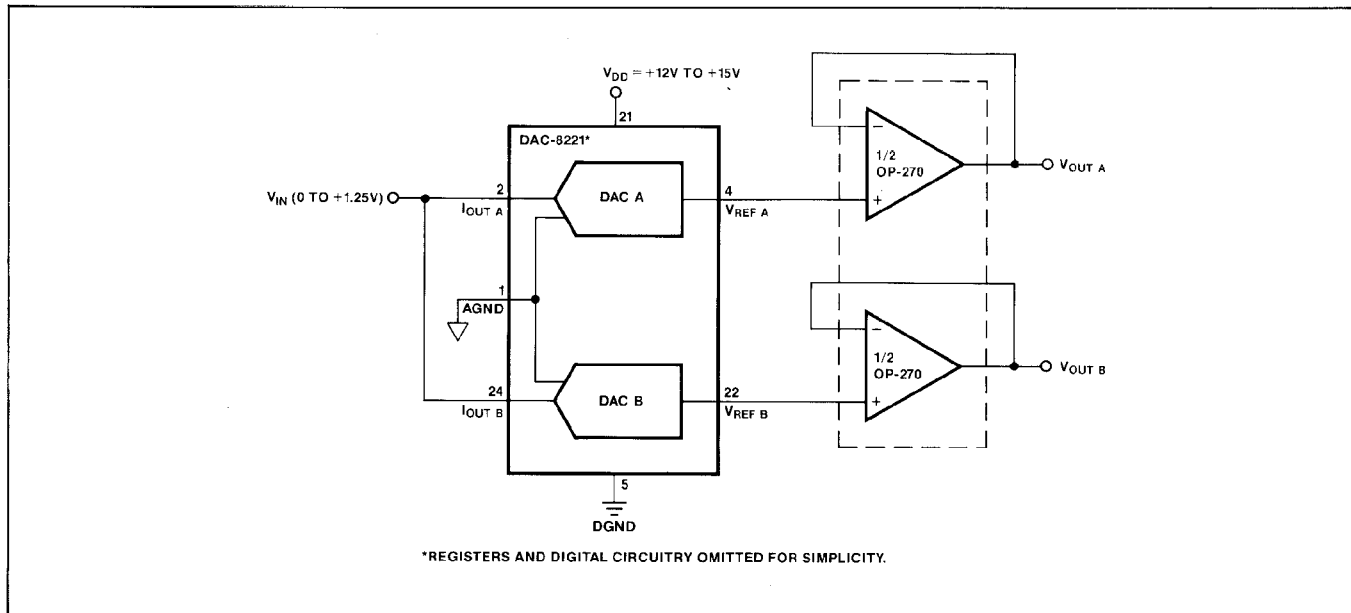 V_DD = +12V TO +15V
21
DAC-8221*
DAC A
2
I_OUT A
4
V_REF A
V_IN (0 TO +1.25V)
1
AGND
DAC B
24
I_OUT B
22
V_REF B
5
DGND
−
1/2
OP-270
+
V_OUT A
−
1/2
OP-270
+
V_OUT B
*REGISTERS AND DIGITAL CIRCUITRY OMITTED FOR SIMPLICITY.